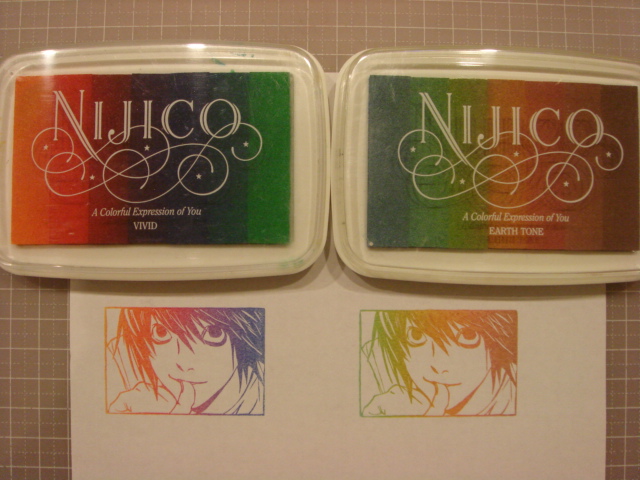 NIJICO
A Colorful Expression of You
VIVID
NIJICO
A Colorful Expression of You
EARTH TONE